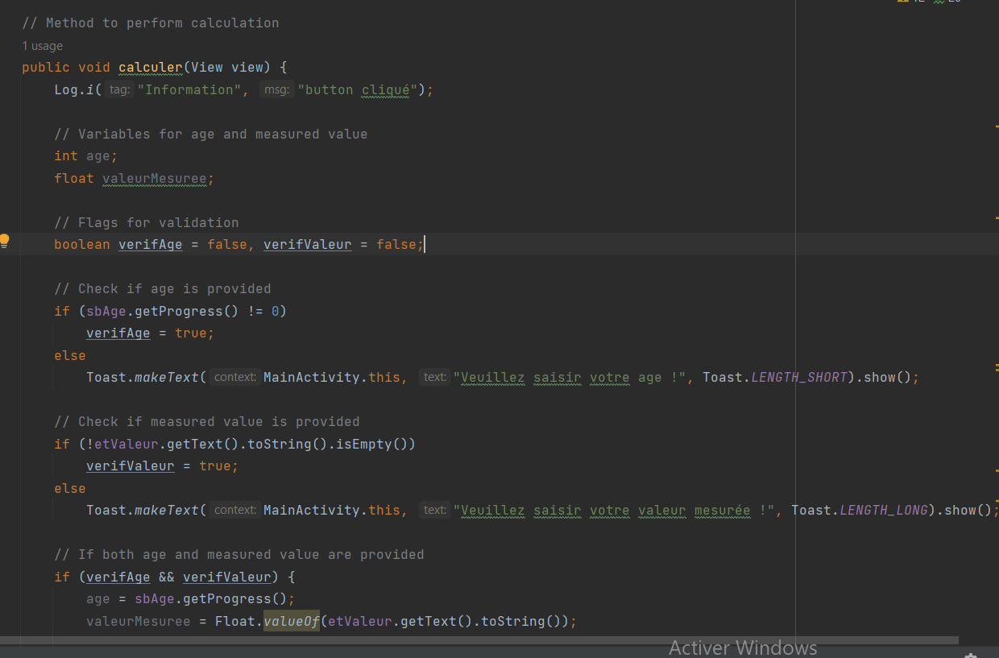 // Method to perform calculation
1 usage
public void calculer(View view) {
Log.i( tag: "Information", msg: "button cliqué");
// Variables for age and measured value
int age;
float valeurMesuree;
// Flags for validation
boolean verifAge = false, verifValeur = false;
// Check if age is provided
if (sbAge.getProgress() != 0)
verifAge = true;
else
Toast.makeText( context: MainActivity.this, text: "Veuillez saisir votre age !", Toast.LENGTH_SHORT).show();
// Check if measured value is provided
if (!etValeur.getText().toString().isEmpty())
verifValeur = true;
else
Toast.makeText( context: MainActivity.this, text: "Veuillez saisir votre valeur mesurée !", Toast.LENGTH_LONG).show();
// If both age and measured value are provided
if (verifAge && verifValeur) {
age = sbAge.getProgress();
valeurMesuree = Float.valueOf(etValeur.getText().toString());
Activer Windows